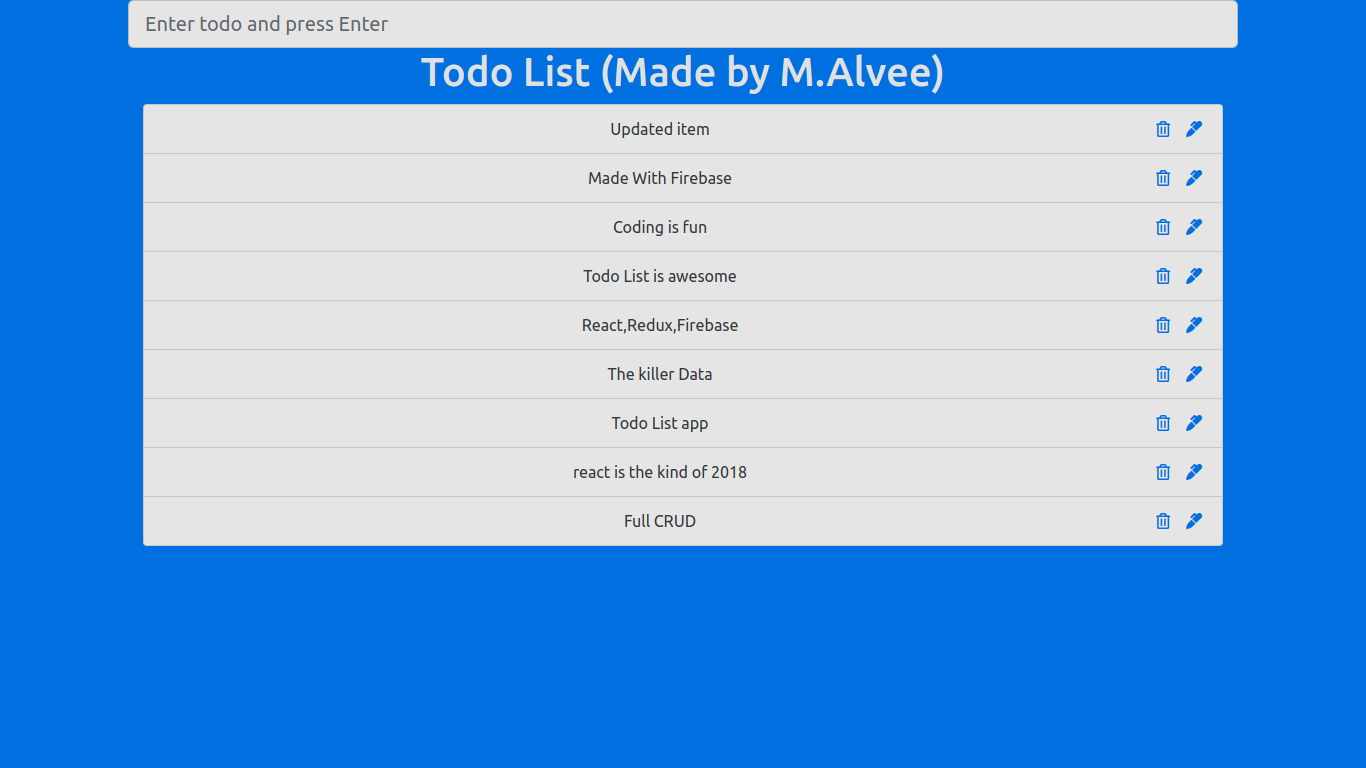 Enter todo and press Enter
Todo List (Made by M.Alvee)
Updated item
Made With Firebase
Coding is fun
Todo List is awesome
React,Redux,Firebase
The killer Data
Todo List app
react is the kind of 2018
Full CRUD